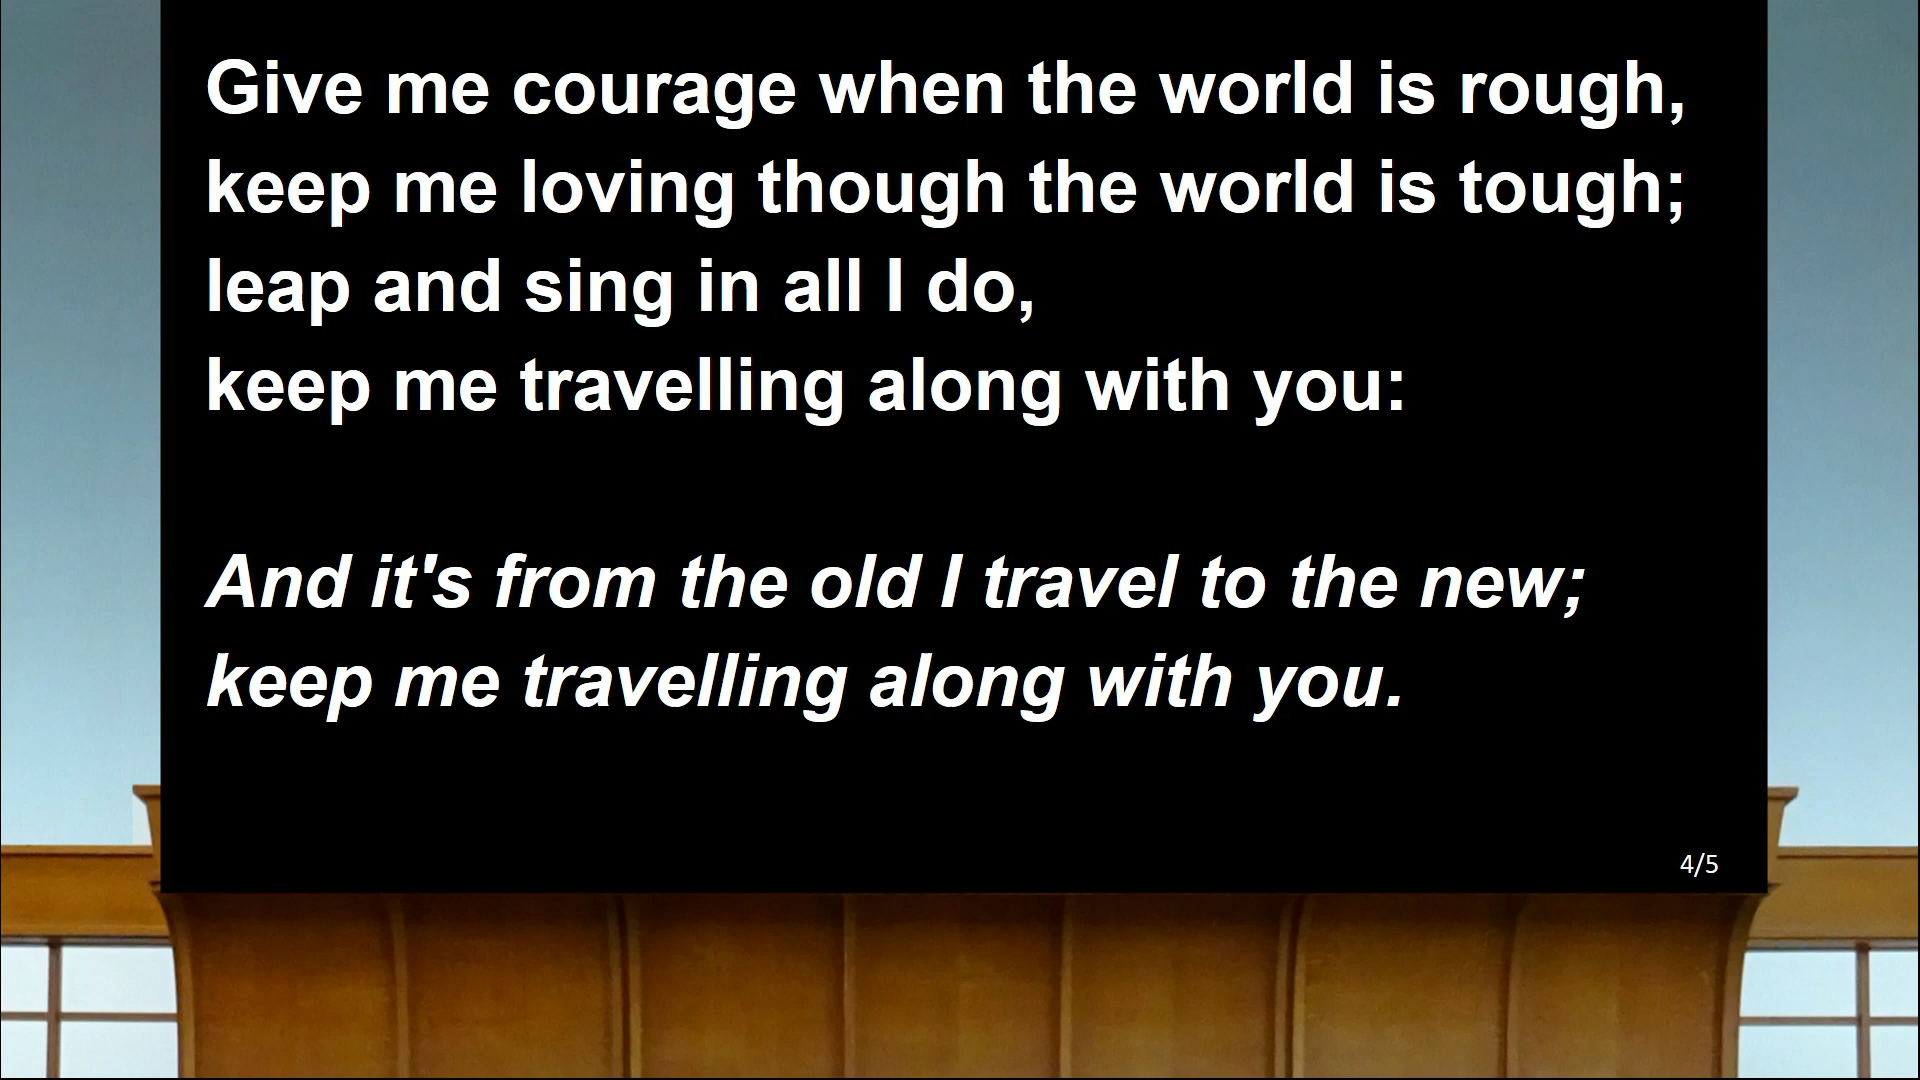 Give me courage when the world is rough,
keep me loving though the world is tough;
leap and sing in all I do,
keep me travelling along with you:
And it's from the old I travel to the new;
keep me travelling along with you.
4/5